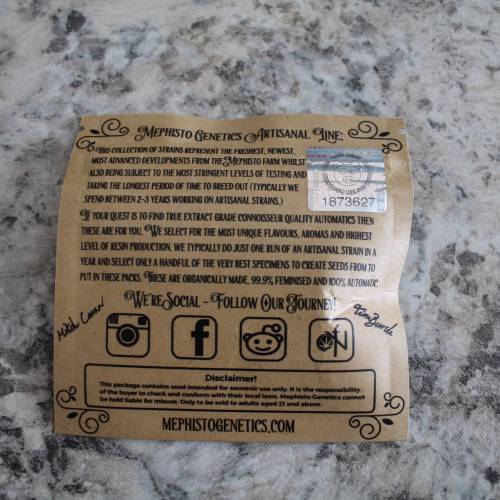 Mephisto Genetics Artisanal Line:
This collection of strains represent the freshest, newest,
most advanced developments from the Mephisto farm whilst
also being subject to the most stringent levels of testing and
taking the longest period of time to breed out (typically we
spend between 2-3 years working on artisanal strains.)
1873627
If your quest is to find true extract grade connoisseur quality automatics then
these are for you. We select for the most unique flavours, aromas and highest
level of resin production, we typically do just one run of an artisanal strain in a
year and select only a handful of the very best specimens to create seeds from to
put in these packs. These are organically made, 99.9% feminised and 100% automatic
We're Social - Follow Our Journey!
Disclaimer!
This package contains seed intended for souvenir use only. It is the responsibility
of the buyer to check and conform with their local laws. Mephisto Genetics cannot
be held liable for misuse. Only to be sold to adults aged 21 and above.
MEPHISTOGENETICS.COM